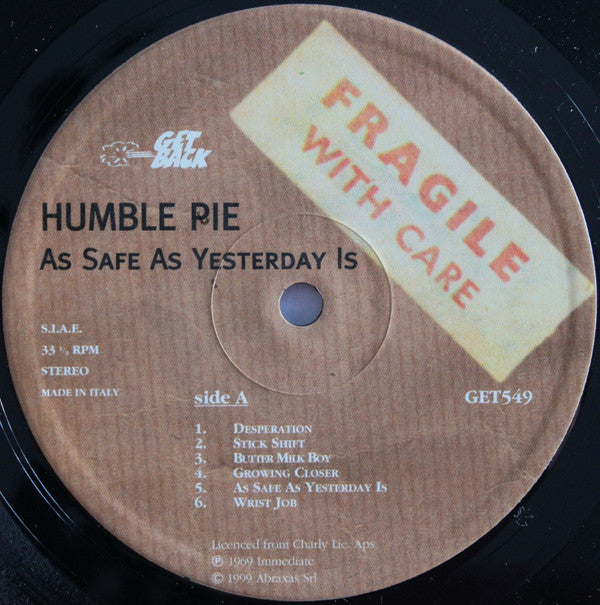 GET
BACK
FRAGILE
WITH CARE
HUMBLE PIE
As Safe As Yesterday Is
S.I.A.E.
33 ⅓ RPM
STEREO
MADE IN ITALY
side A
GET549
1. Desperation
2. Stick Shift
3. Butter Milk Boy
4. Growing Closer
5. As Safe As Yesterday Is
6. Wrist Job
Licenced from Charly Lic. Aps
℗ 1969 Immediate
© 1999 Abraxas Srl